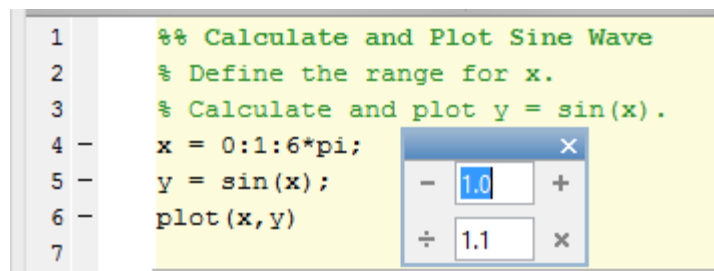 1 %% Calculate and Plot Sine Wave
2 % Define the range for x.
3 % Calculate and plot y = sin(x).
4 – x = 0:1:6*pi;
5 – y = sin(x);
6 – plot(x,y)
7
×
− 1.0 +
÷ 1.1 ×